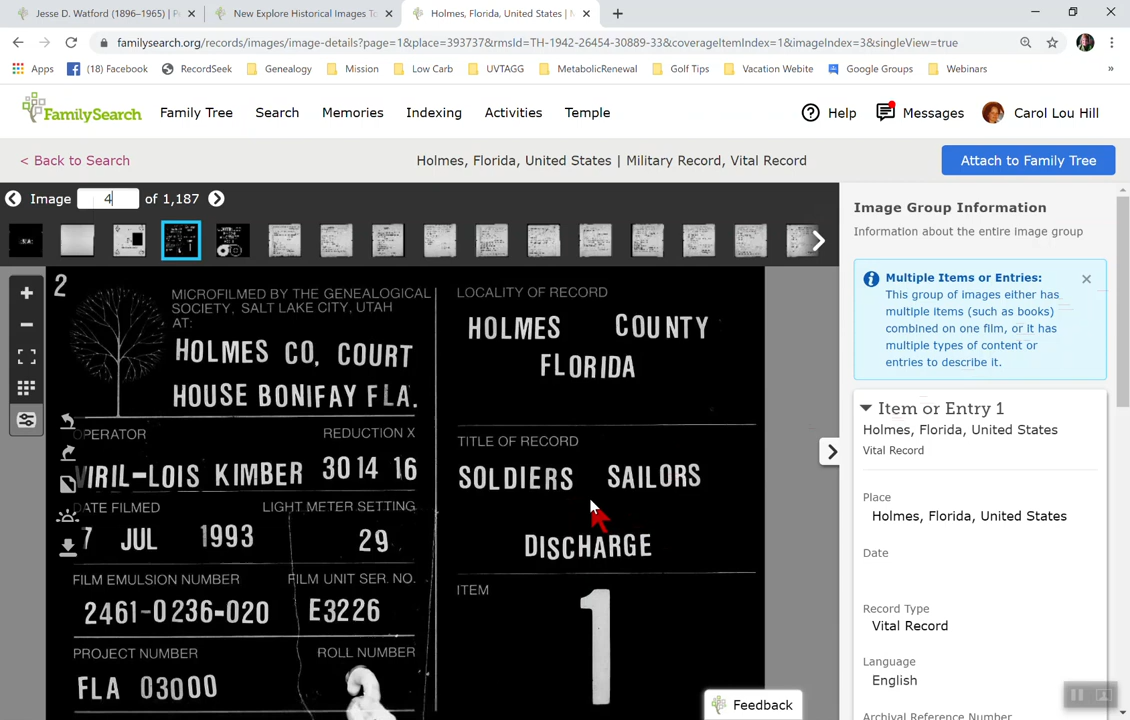 Jesse D. Watford (1896–1965) | P
New Explore Historical Images To
Holmes, Florida, United States |
familysearch.org/records/images/image-details?page=1&place=393737&rmsId=TH-1942-26454-30889-33&coverageItemIndex=1&imageIndex=3&singleView=true
Apps (18) Facebook RecordSeek Genealogy Mission Low Carb UVTAGG MetabolicRenewal Golf Tips Vacation Webite Google Groups Webinars »
FamilySearch Family Tree Search Memories Indexing Activities Temple Help Messages Carol Lou Hill
< Back to Search Holmes, Florida, United States | Military Record, Vital Record Attach to Family Tree
Image 4 of 1,187
2
MICROFILMED BY THE GENEALOGICAL
SOCIETY, SALT LAKE CITY, UTAH
AT:
HOLMES CO. COURT
HOUSE BONIFAY FLA.
OPERATOR REDUCTION X
VIRIL-LOIS KIMBER 3014 16
DATE FILMED LIGHT METER SETTING
7 JUL 1993 29
FILM EMULSION NUMBER FILM UNIT SER. NO.
2461-0236-020 E3226
PROJECT NUMBER ROLL NUMBER
FLA 03000
LOCALITY OF RECORD
HOLMES COUNTY
FLORIDA
TITLE OF RECORD
SOLDIERS SAILORS
DISCHARGE
ITEM
1
Feedback
Image Group Information
Information about the entire image group
Multiple Items or Entries:
This group of images either has
multiple items (such as books)
combined on one film, or it has
multiple types of content or
entries to describe it.
Item or Entry 1
Holmes, Florida, United States
Vital Record
Place
Holmes, Florida, United States
Date
Record Type
Vital Record
Language
English
Archival Reference Number